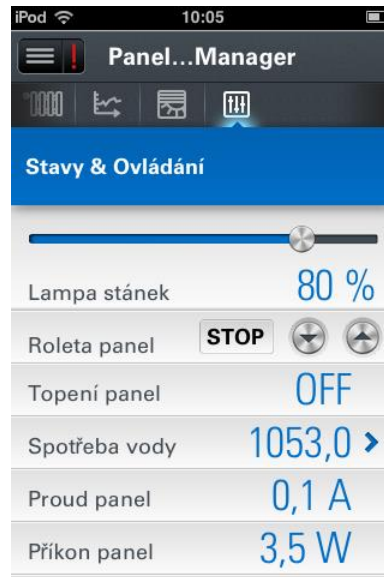 iPod 10:05
Panel...Manager
Stavy & Ovládání
Lampa stánek 80 %
Roleta panel STOP
Topení panel OFF
Spotřeba vody 1053,0
Proud panel 0,1 A
Příkon panel 3,5 W